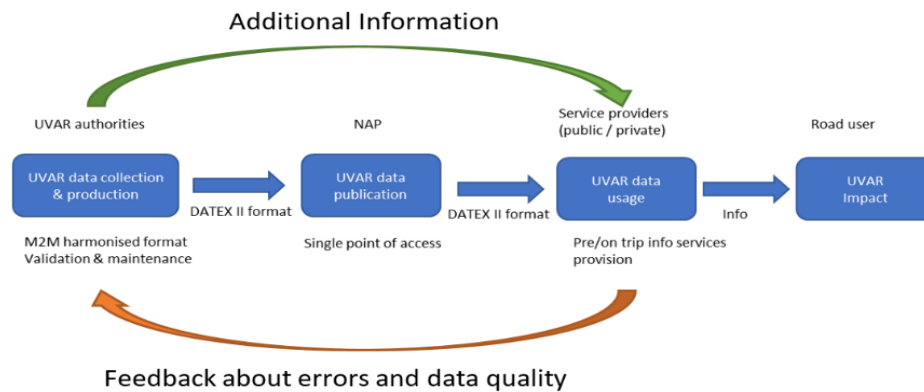 Additional Information
UVAR authorities
NAP
Service providers
(public / private)
Road user
UVAR data collection
& production
DATEX II format
UVAR data
publication
DATEX II format
UVAR data
usage
Info
UVAR
Impact
M2M harmonised format
Validation & maintenance
Single point of access
Pre/on trip info services
provision
Feedback about errors and data quality